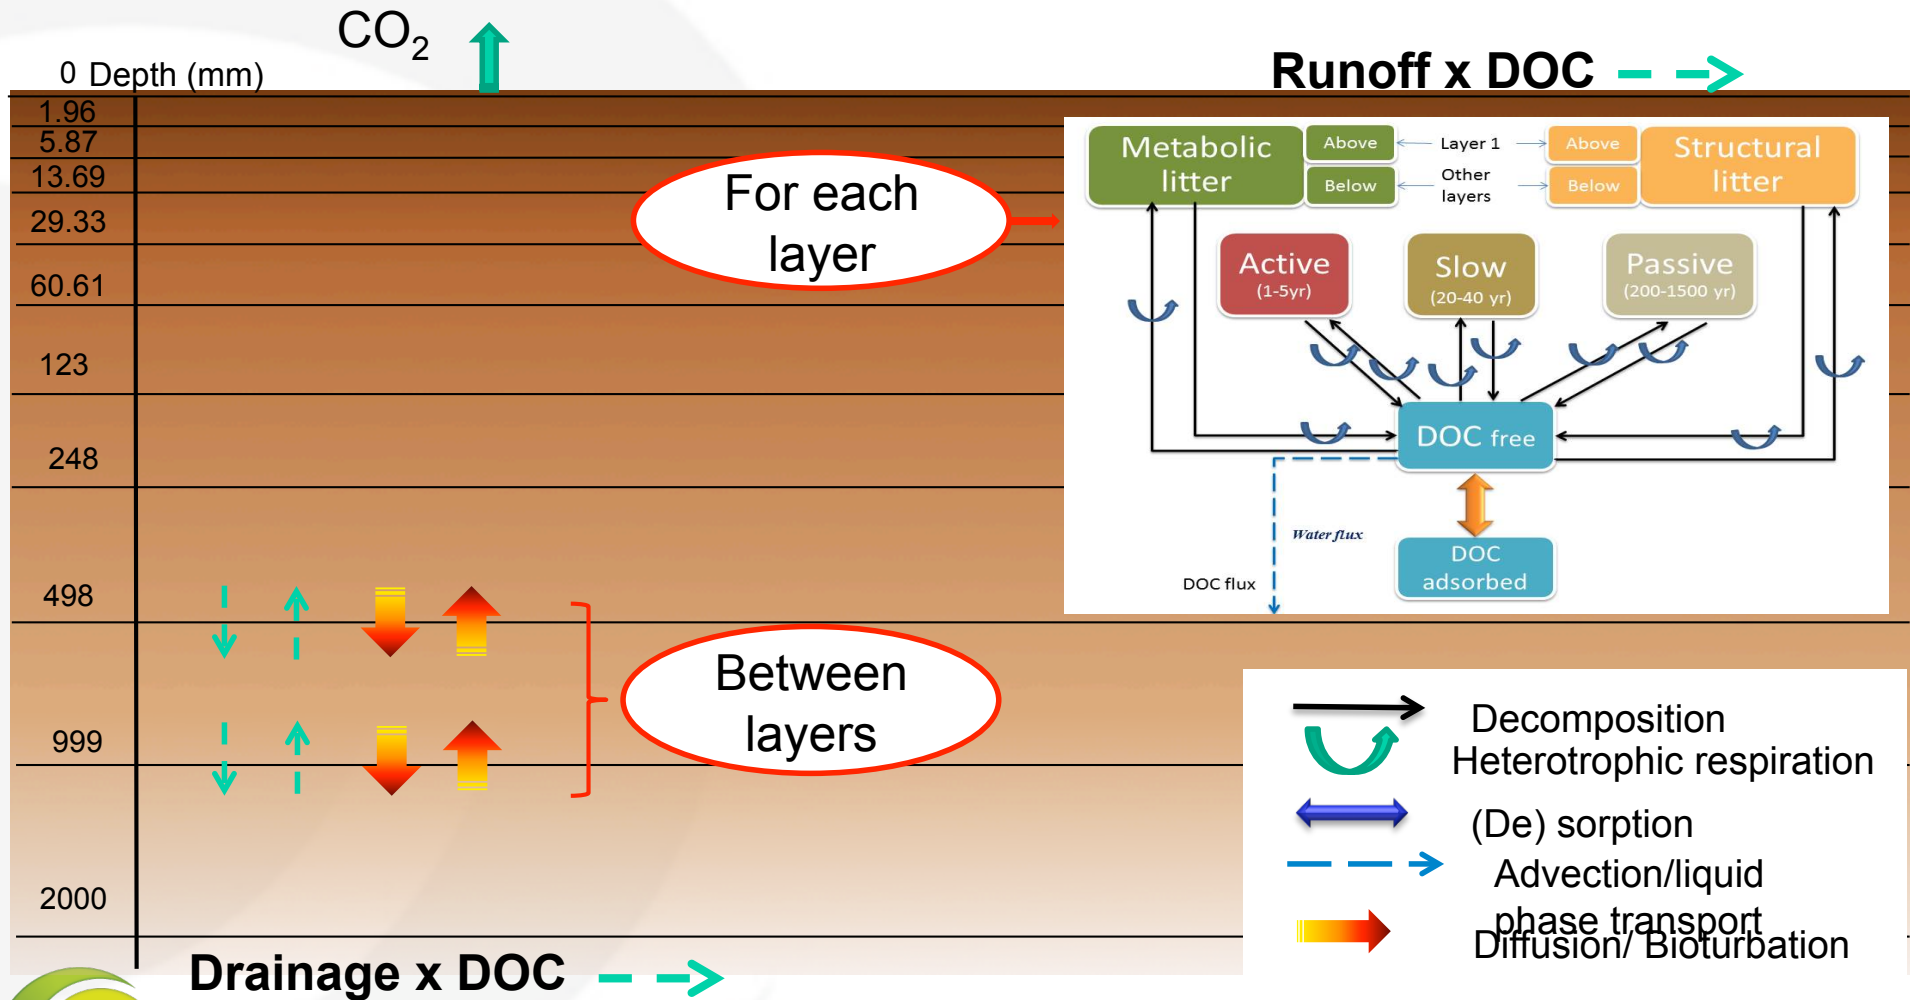 CO2
0 Depth (mm)
Runoff x DOC
1.96
5.87
13.69
29.33
60.61
123
248
498
999
2000
For each
layer
Metabolic
litter
Above
Below
Layer 1
Other
layers
Above
Below
Structural
litter
Active
(1-5yr)
Slow
(20-40 yr)
Passive
(200-1500 yr)
DOC free
Water flux
DOC flux
DOC
adsorbed
Between
layers
Decomposition
Heterotrophic respiration
(De) sorption
Advection/liquid
phase transport
Diffusion/ Bioturbation
Drainage x DOC